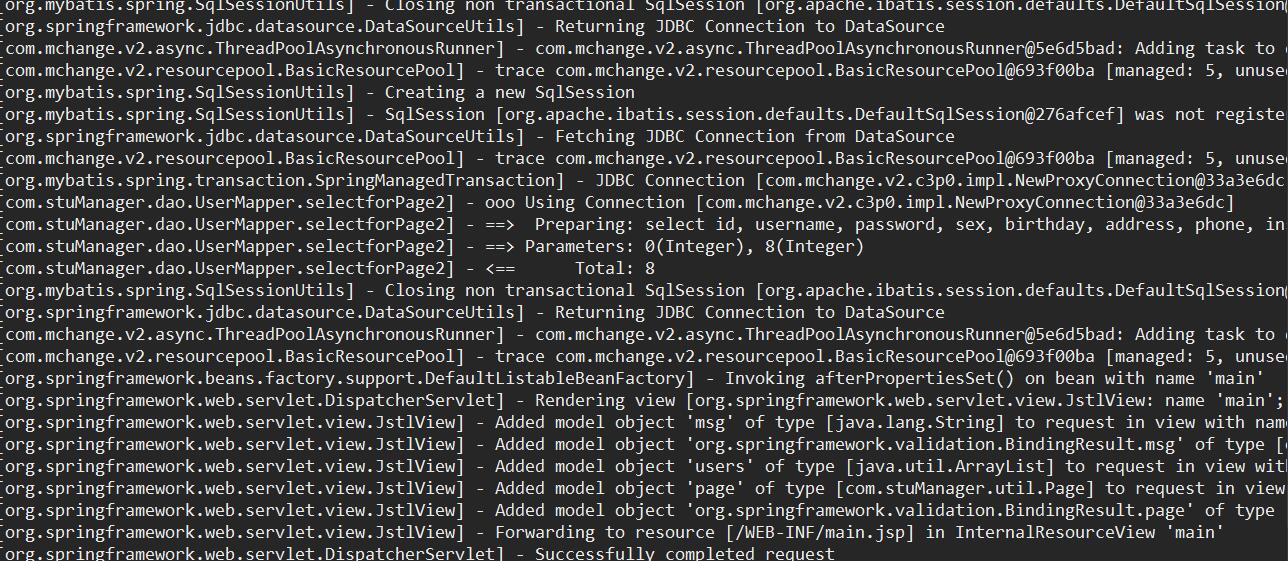 [org.mybatis.spring.SqlSessionUtils] - Closing non transactional SqlSession [org.apache.ibatis.session.defaults.DefaultSqlSession@
[org.springframework.jdbc.datasource.DataSourceUtils] - Returning JDBC Connection to DataSource
[com.mchange.v2.async.ThreadPoolAsynchronousRunner] - com.mchange.v2.async.ThreadPoolAsynchronousRunner@5e6d5bad: Adding task to
[com.mchange.v2.resourcepool.BasicResourcePool] - trace com.mchange.v2.resourcepool.BasicResourcePool@693f00ba [managed: 5, unuse
[org.mybatis.spring.SqlSessionUtils] - Creating a new SqlSession
[org.mybatis.spring.SqlSessionUtils] - SqlSession [org.apache.ibatis.session.defaults.DefaultSqlSession@276afcef] was not registe
[org.springframework.jdbc.datasource.DataSourceUtils] - Fetching JDBC Connection from DataSource
[com.mchange.v2.resourcepool.BasicResourcePool] - trace com.mchange.v2.resourcepool.BasicResourcePool@693f00ba [managed: 5, unuse
[org.mybatis.spring.transaction.SpringManagedTransaction] - JDBC Connection [com.mchange.v2.c3p0.impl.NewProxyConnection@33a3e6dc
[com.stuManager.dao.UserMapper.selectforPage2] - ooo Using Connection [com.mchange.v2.c3p0.impl.NewProxyConnection@33a3e6dc]
[com.stuManager.dao.UserMapper.selectforPage2] - ==>  Preparing: select id, username, password, sex, birthday, address, phone, in
[com.stuManager.dao.UserMapper.selectforPage2] - ==> Parameters: 0(Integer), 8(Integer)
[com.stuManager.dao.UserMapper.selectforPage2] - <==      Total: 8
[org.mybatis.spring.SqlSessionUtils] - Closing non transactional SqlSession [org.apache.ibatis.session.defaults.DefaultSqlSession@
[org.springframework.jdbc.datasource.DataSourceUtils] - Returning JDBC Connection to DataSource
[com.mchange.v2.async.ThreadPoolAsynchronousRunner] - com.mchange.v2.async.ThreadPoolAsynchronousRunner@5e6d5bad: Adding task to
[com.mchange.v2.resourcepool.BasicResourcePool] - trace com.mchange.v2.resourcepool.BasicResourcePool@693f00ba [managed: 5, unuse
[org.springframework.beans.factory.support.DefaultListableBeanFactory] - Invoking afterPropertiesSet() on bean with name 'main'
[org.springframework.web.servlet.DispatcherServlet] - Rendering view [org.springframework.web.servlet.view.JstlView: name 'main';
[org.springframework.web.servlet.view.JstlView] - Added model object 'msg' of type [java.lang.String] to request in view with nam
[org.springframework.web.servlet.view.JstlView] - Added model object 'org.springframework.validation.BindingResult.msg' of type [
[org.springframework.web.servlet.view.JstlView] - Added model object 'users' of type [java.util.ArrayList] to request in view wit
[org.springframework.web.servlet.view.JstlView] - Added model object 'page' of type [com.stuManager.util.Page] to request in view
[org.springframework.web.servlet.view.JstlView] - Added model object 'org.springframework.validation.BindingResult.page' of type
[org.springframework.web.servlet.view.JstlView] - Forwarding to resource [/WEB-INF/main.jsp] in InternalResourceView 'main'
[org.springframework.web.servlet.DispatcherServlet] - Successfully completed request